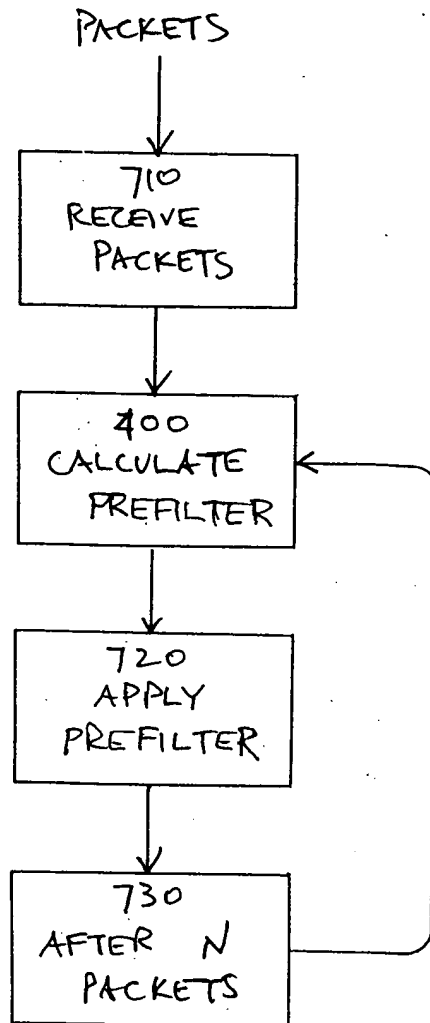 PACKETS
710
RECEIVE
PACKETS
400
CALCULATE
PREFILTER
720
APPLY
PREFILTER
730
AFTER N
PACKETS